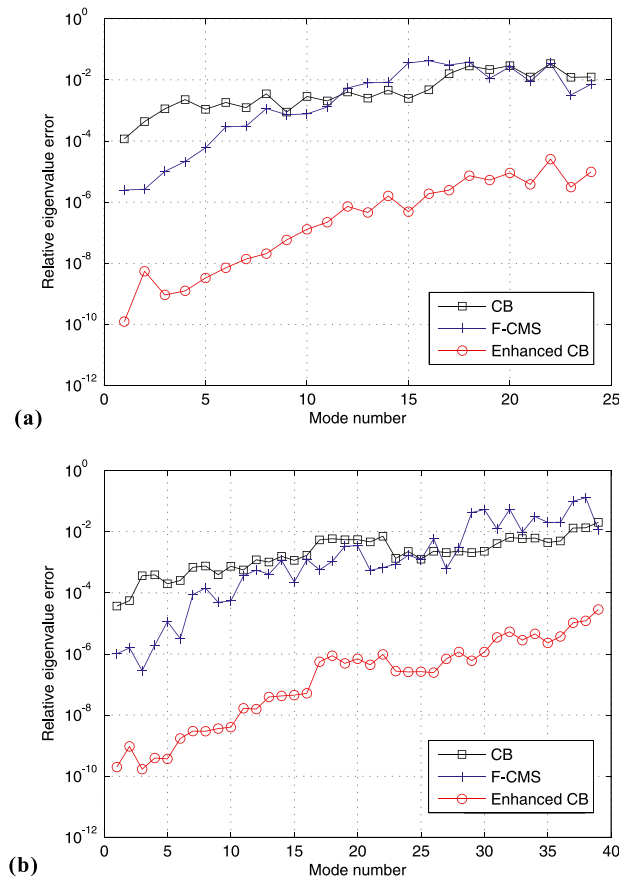 10^0
10^-2
10^-4
10^-6
10^-8
10^-10
10^-12
Relative eigenvalue error
CB
F-CMS
Enhanced CB
0 5 10 15 20 25
Mode number
(a)
10^0
10^-2
10^-4
10^-6
10^-8
10^-10
10^-12
Relative eigenvalue error
CB
F-CMS
Enhanced CB
0 5 10 15 20 25 30 35 40
Mode number
(b)